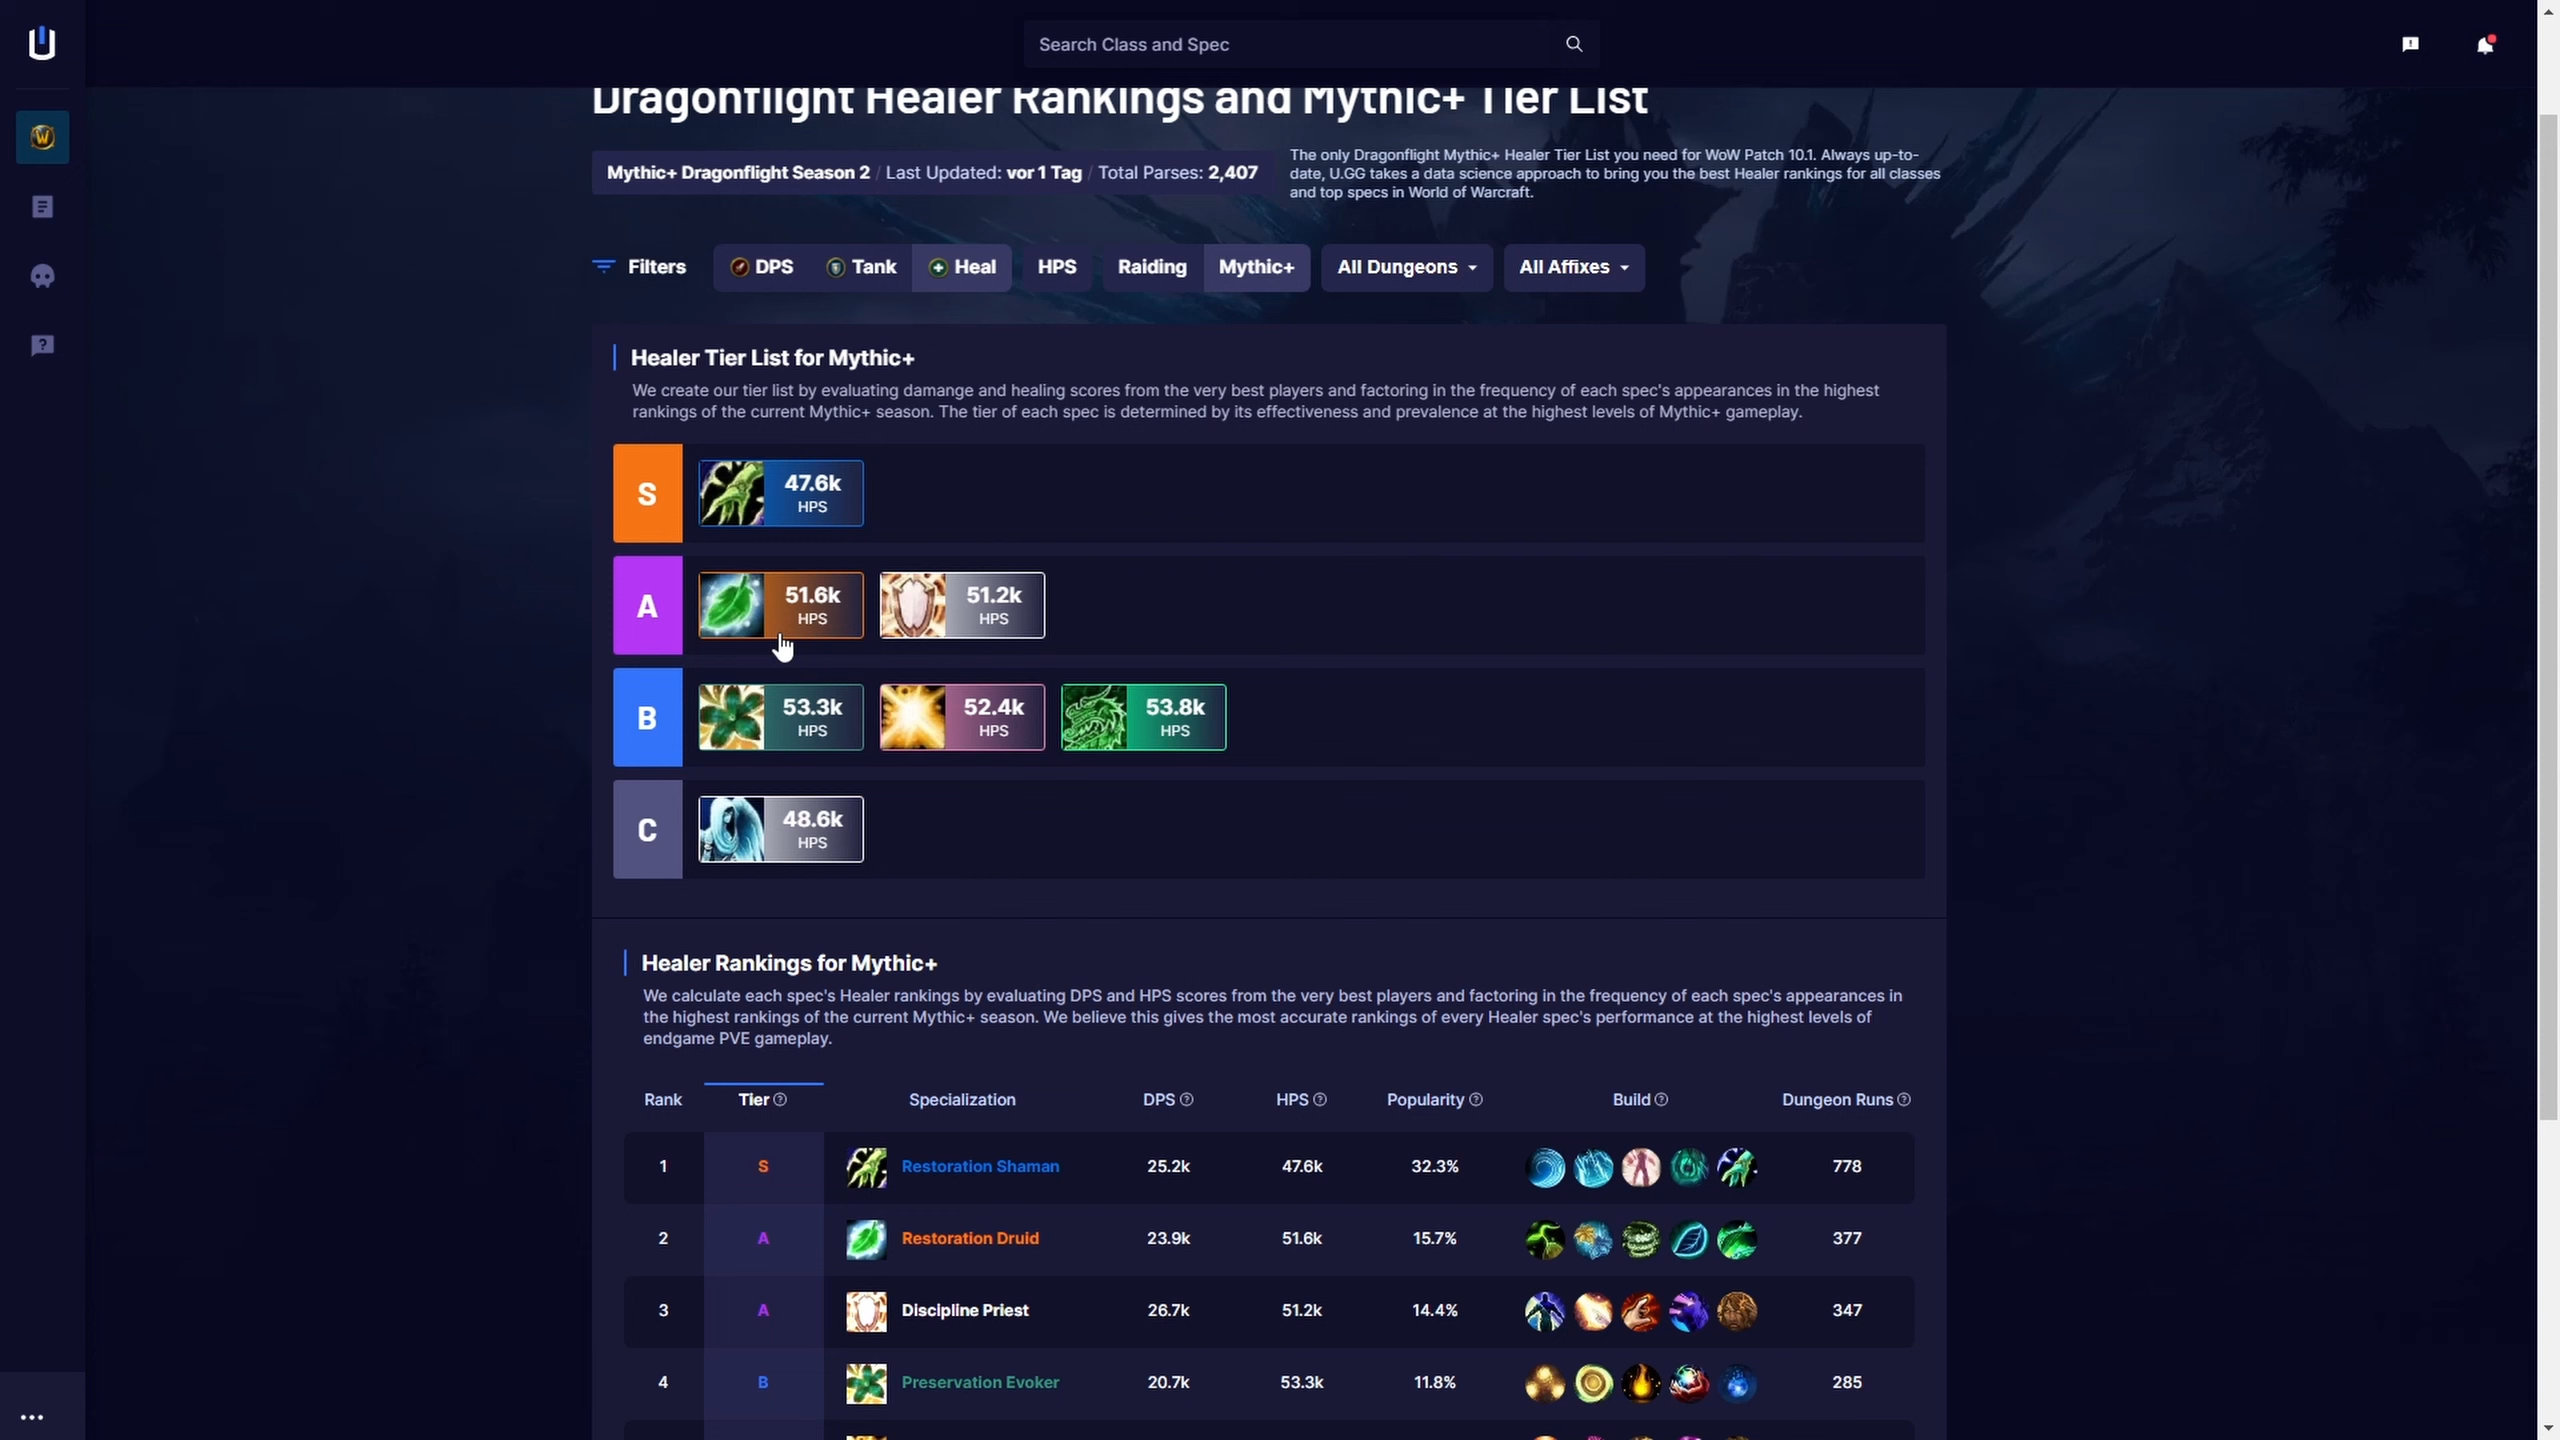 Search Class and Spec
Dragonflight Healer Rankings and Mythic+ Tier List
Mythic+ Dragonflight Season 2 / Last Updated: vor 1 Tag / Total Parses: 2,407
The only Dragonflight Mythic+ Healer Tier List you need for WoW Patch 10.1. Always up-to-
date, U.GG takes a data science approach to bring you the best Healer rankings for all classes
and top specs in World of Warcraft.
Filters DPS Tank Heal HPS Raiding Mythic+ All Dungeons All Affixes
Healer Tier List for Mythic+
We create our tier list by evaluating damange and healing scores from the very best players and factoring in the frequency of each spec's appearances in the highest
rankings of the current Mythic+ season. The tier of each spec is determined by its effectiveness and prevalence at the highest levels of Mythic+ gameplay.
S
47.6k
HPS
A
51.6k 51.2k
HPS HPS
B
53.3k 52.4k 53.8k
HPS HPS HPS
C
48.6k
HPS
Healer Rankings for Mythic+
We calculate each spec's Healer rankings by evaluating DPS and HPS scores from the very best players and factoring in the frequency of each spec's appearances in
the highest rankings of the current Mythic+ season. We believe this gives the most accurate rankings of every Healer spec's performance at the highest levels of
endgame PVE gameplay.
Rank Tier Specialization DPS HPS Popularity Build Dungeon Runs
1 S Restoration Shaman 25.2k 47.6k 32.3% 778
2 A Restoration Druid 23.9k 51.6k 15.7% 377
3 A Discipline Priest 26.7k 51.2k 14.4% 347
4 B Preservation Evoker 20.7k 53.3k 11.8% 285